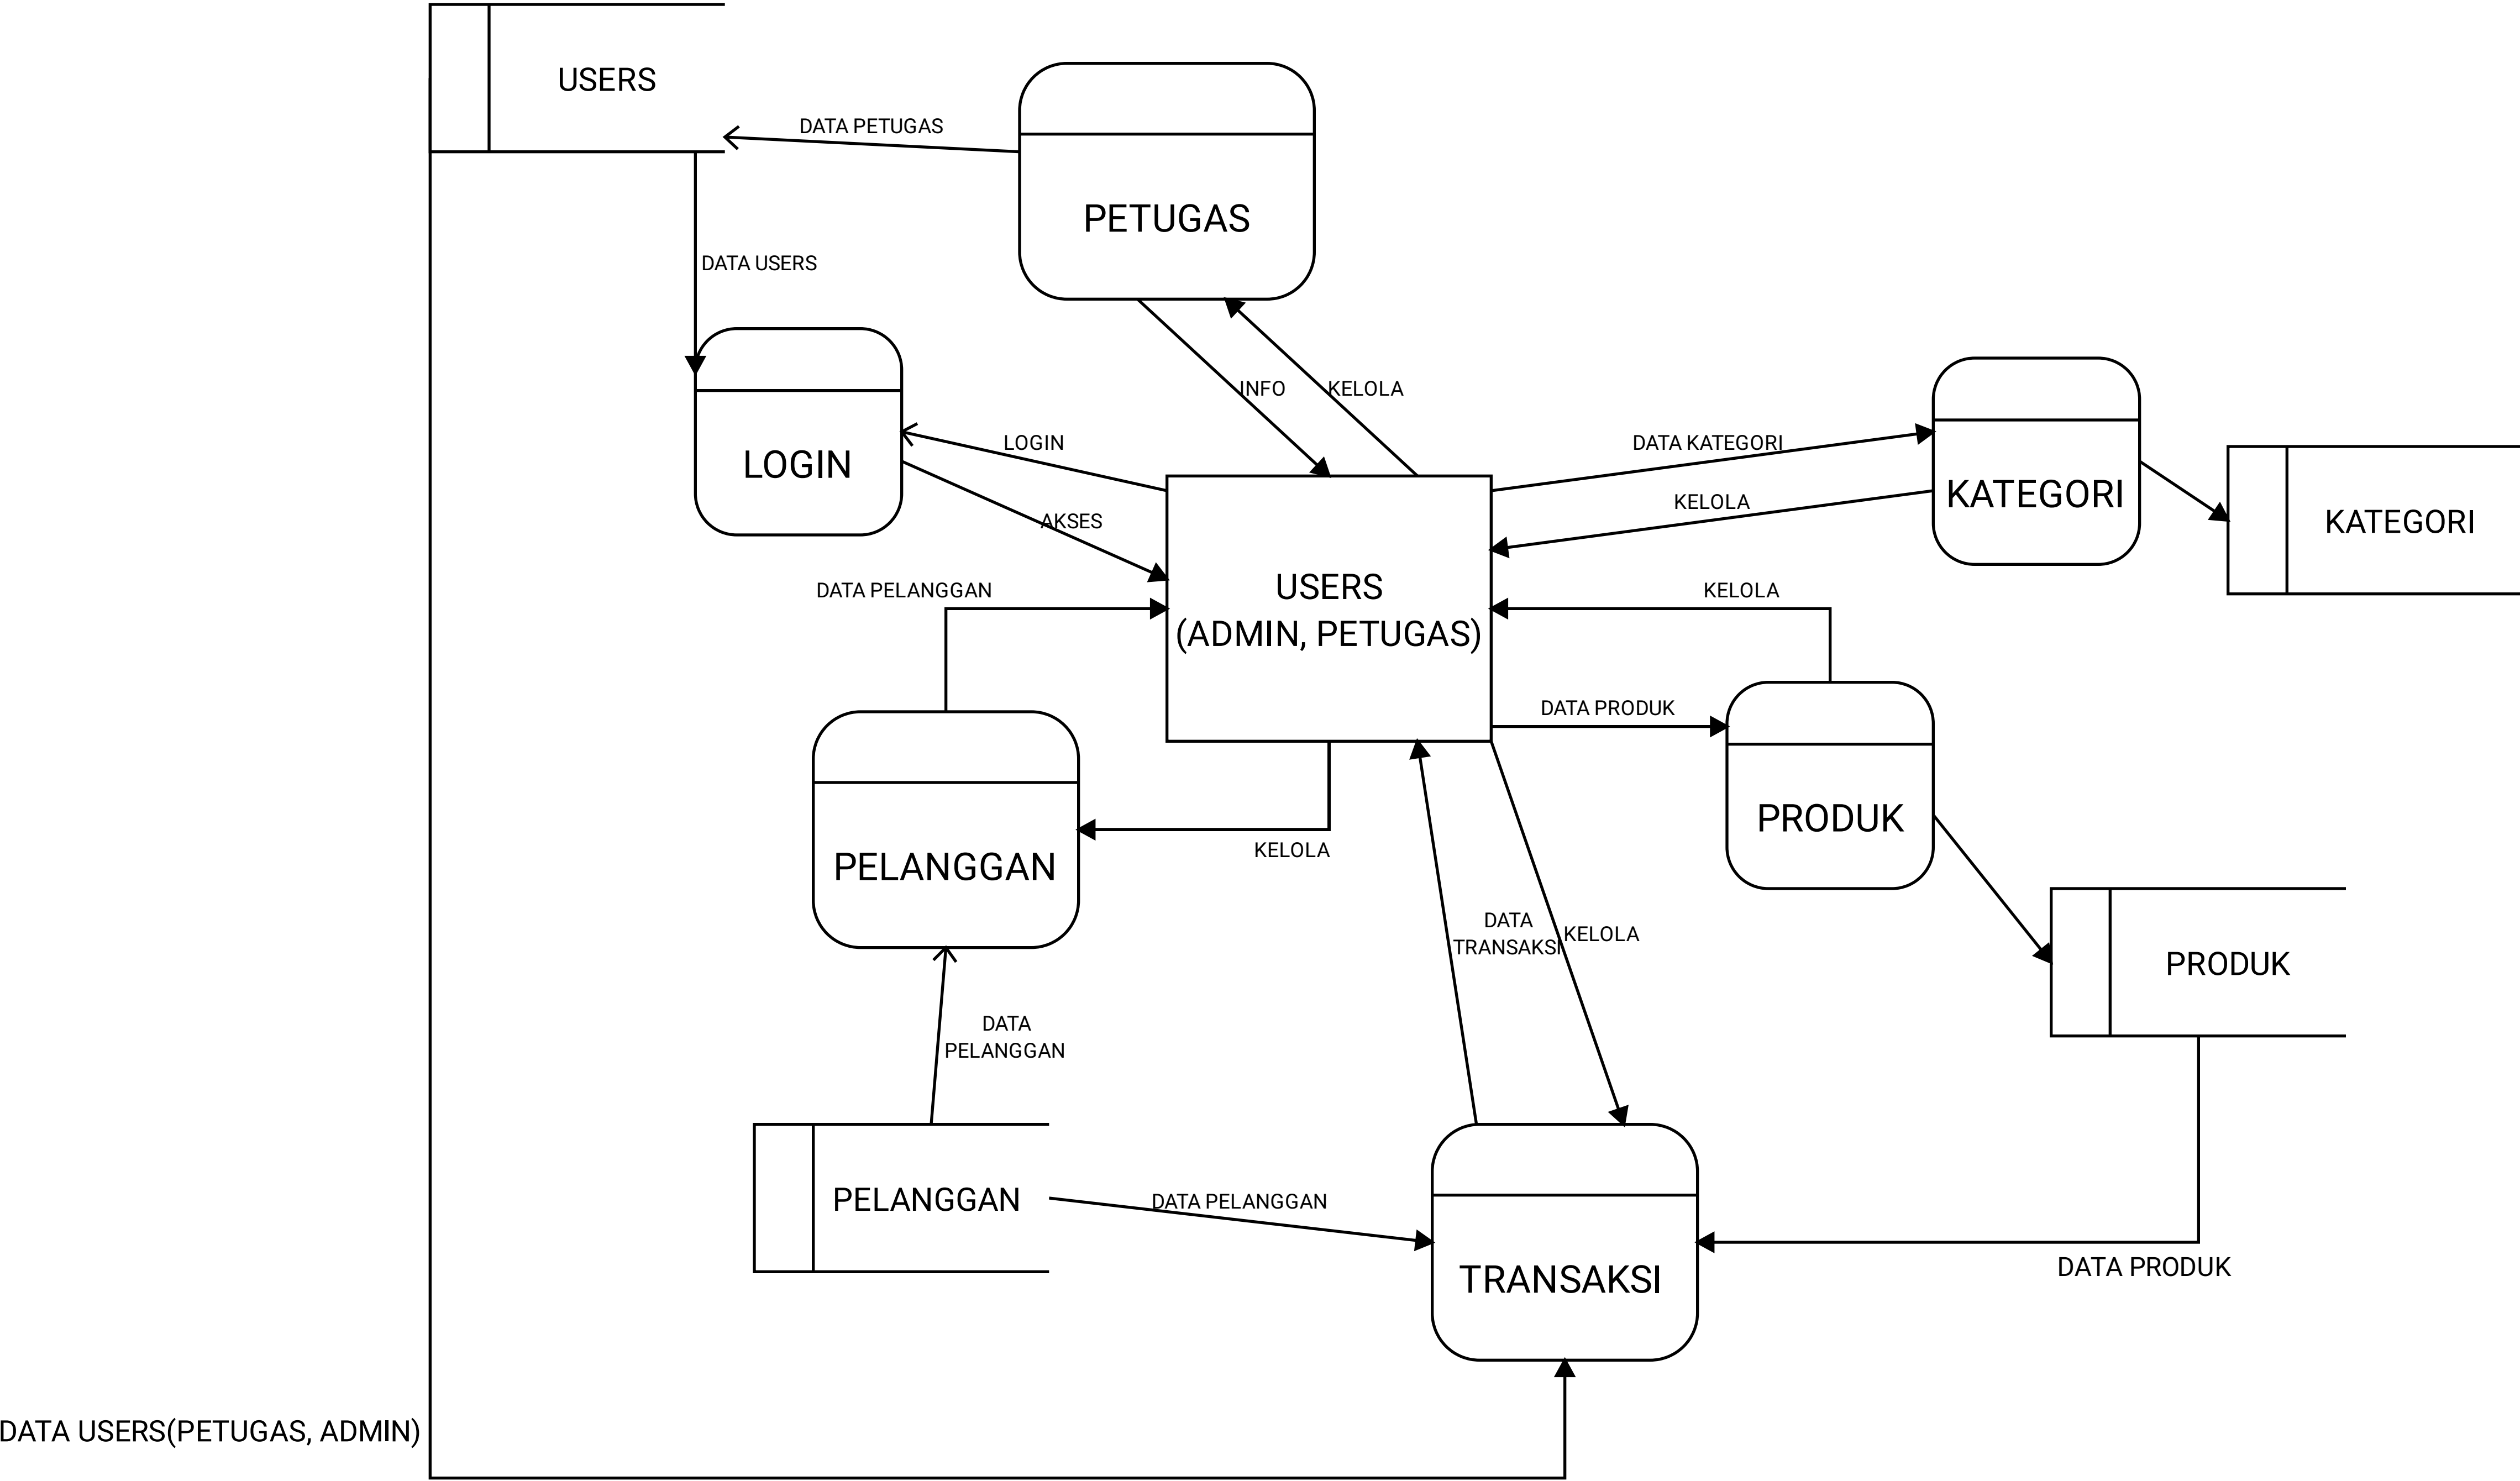 USERS
DATA PETUGAS
PETUGAS
DATA USERS
INFO
KELOLA
LOGIN
LOGIN
AKSES
DATA KATEGORI
KELOLA
KATEGORI
KATEGORI
DATA PELANGGAN
USERS
(ADMIN, PETUGAS)
KELOLA
DATA PRODUK
PRODUK
PELANGGAN
KELOLA
DATA
TRANSAKSI
KELOLA
PRODUK
DATA
PELANGGAN
PELANGGAN
DATA PELANGGAN
TRANSAKSI
DATA PRODUK
DATA USERS(PETUGAS, ADMIN)